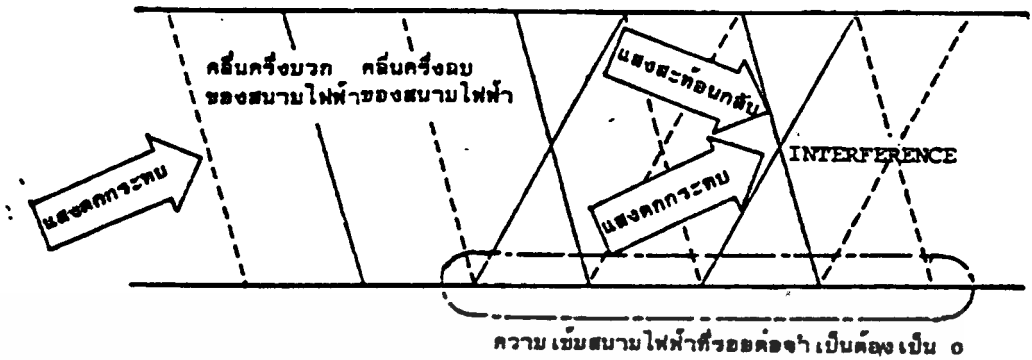 คลื่นครึ่งบวก คลื่นครึ่งลบ
ของสนามไฟฟ้า ของสนามไฟฟ้า
แสงสะท้อนกลับ
INTERFERENCE
แสงตกกระทบ
แสงตกกระทบ
ความเข้มสนามไฟฟ้าที่รอยต่อจำเป็นต้องเป็น 0